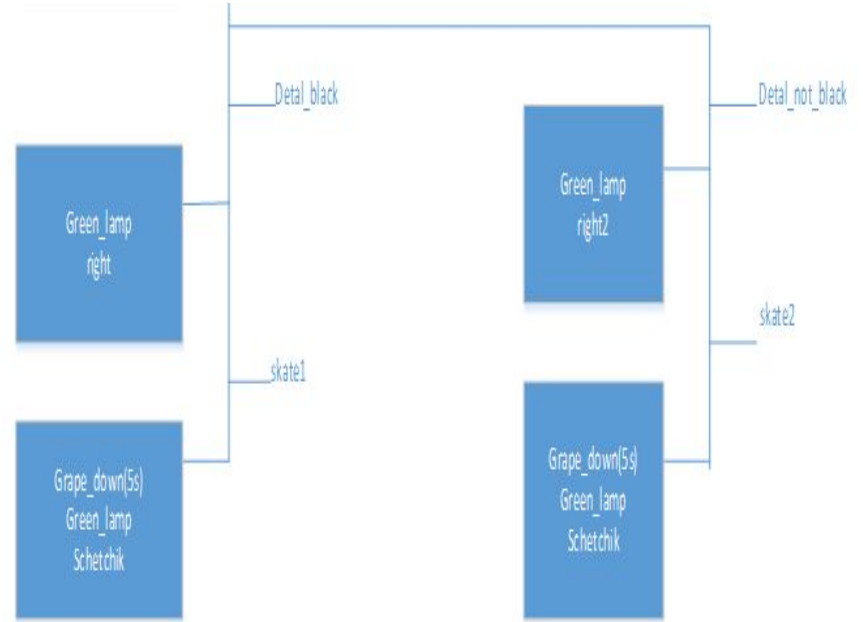 Detal_black
Green_lamp
right
skate1
Grape_down(5s)
Green_lamp
Schetchik
Detal_not_black
Green_lamp
right2
skate2
Grape_down(5s)
Green_lamp
Schetchik